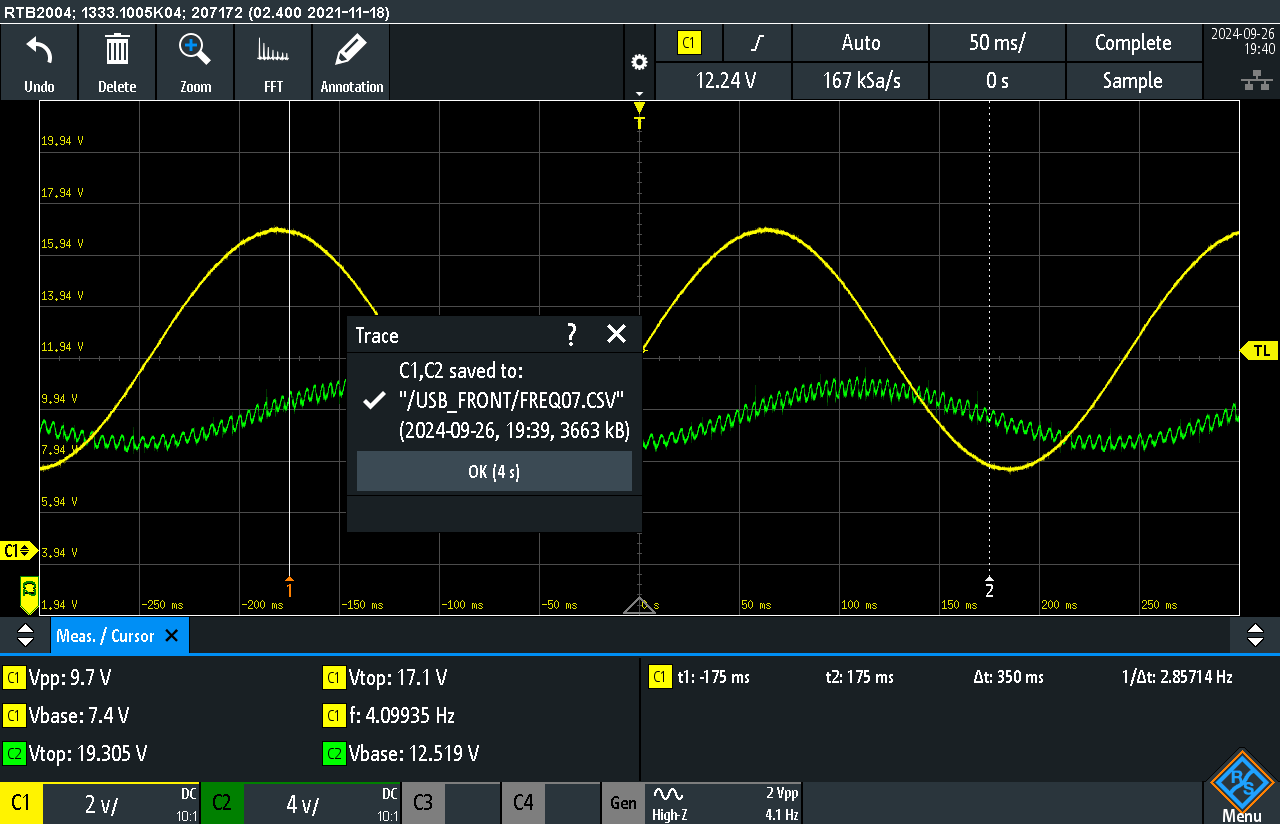 RTB2004; 1333.1005K04; 207172 (02.400 2021-11-18)
Undo
Delete
Zoom
FFT
Annotation
C1
Auto
50 ms/
Complete
12.24 V
167 kSa/s
0 s
Sample
2024-09-26
19:40
T
19.94 V
17.94 V
15.94 V
13.94 V
11.94 V
9.94 V
7.94 V
5.94 V
3.94 V
1.94 V
TL
C1
Trace
?
C1,C2 saved to:
"/USB_FRONT/FREQ07.CSV"
(2024-09-26, 19:39, 3663 kB)
OK (4 s)
1
2
-250 ms
-200 ms
-150 ms
-100 ms
-50 ms
0 s
50 ms
100 ms
150 ms
200 ms
250 ms
Meas. / Cursor
C1 Vpp: 9.7 V
C1 Vtop: 17.1 V
C1 t1: -175 ms
t2: 175 ms
Δt: 350 ms
1/Δt: 2.85714 Hz
C1 Vbase: 7.4 V
C1 f: 4.09935 Hz
C2 Vtop: 19.305 V
C2 Vbase: 12.519 V
C1
2 V/
DC
10:1
C2
4 V/
DC
10:1
C3
C4
Gen
High-Z
2 Vpp
4.1 Hz
R&S
Menu